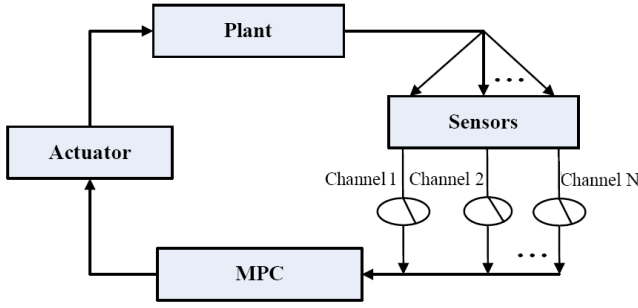 Plant
Sensors
Actuator
Channel 1 Channel 2 Channel N
MPC